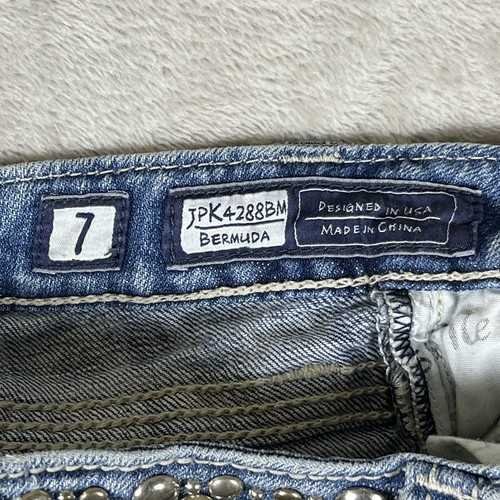 7
JPK4288BM
BERMUDA
DESIGNED IN USA
MADE IN CHINA